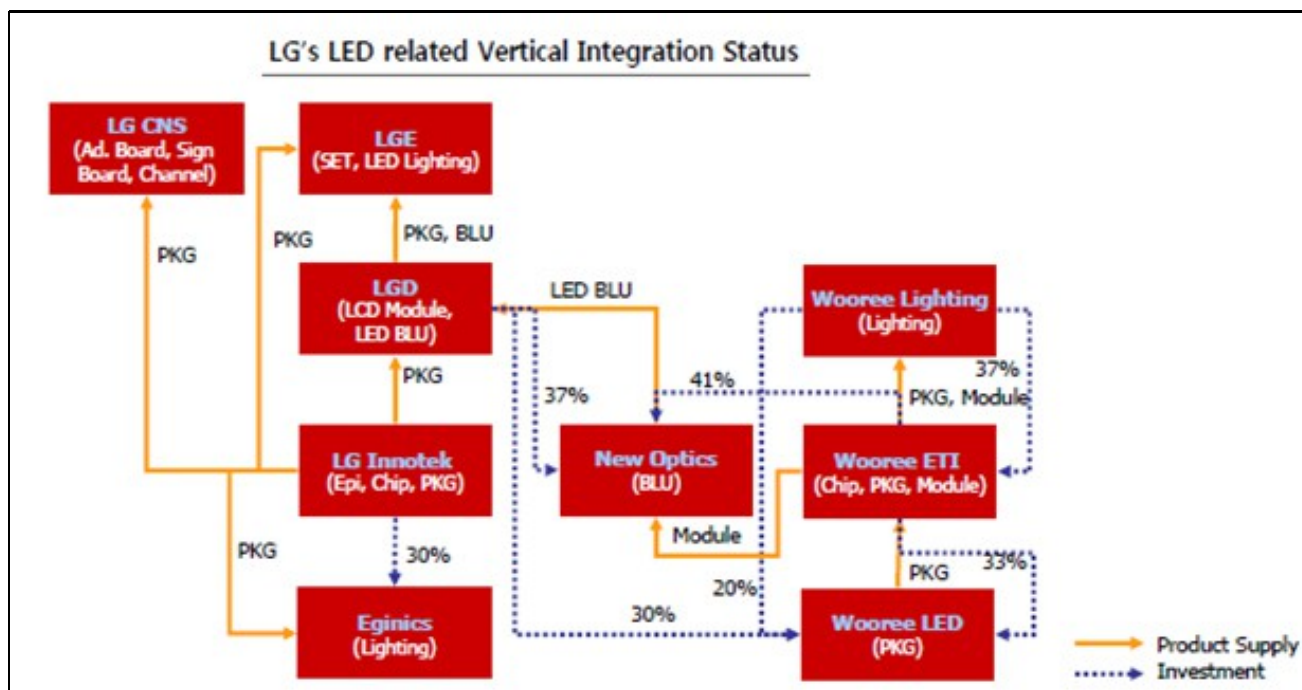 LG's LED related Vertical Integration Status
LG CNS
(Ad. Board, Sign
Board, Channel)
LGE
(SET, LED Lighting)
PKG
PKG
PKG, BLU
LGD
(LCD Module,
LED BLU)
LED BLU
Wooree Lighting
(Lighting)
PKG
37%
41%
37%
PKG, Module
LG Innotek
(Epi, Chip, PKG)
New Optics
(BLU)
Wooree ETI
(Chip, PKG, Module)
PKG
30%
Module
PKG
33%
20%
30%
Eginics
(Lighting)
Wooree LED
(PKG)
Product Supply
Investment